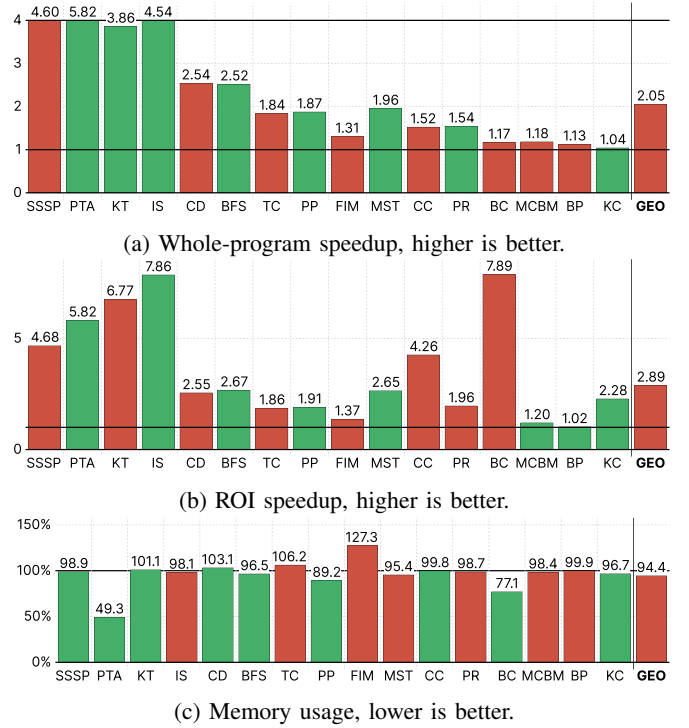 4.60 5.82 3.86 4.54 2.54 2.52 1.84 1.87 1.31 1.96 1.52 1.54 1.17 1.18 1.13 1.04 2.05
4
3
2
1
0
SSSP PTA KT IS CD BFS TC PP FIM MST CC PR BC MCBM BP KC GEO
(a) Whole-program speedup, higher is better.
4.68 5.82 6.77 7.86 2.55 2.67 1.86 1.91 1.37 2.65 4.26 1.96 7.89 1.20 1.02 2.28 2.89
5
0
SSSP PTA KT IS CD BFS TC PP FIM MST CC PR BC MCBM BP KC GEO
(b) ROI speedup, higher is better.
150%
98.9 49.3 101.1 98.1 103.1 96.5 106.2 89.2 127.3 95.4 99.8 98.7 77.1 98.4 99.9 96.7 94.4
100%
50%
0%
SSSP PTA KT IS CD BFS TC PP FIM MST CC PR BC MCBM BP KC GEO
(c) Memory usage, lower is better.